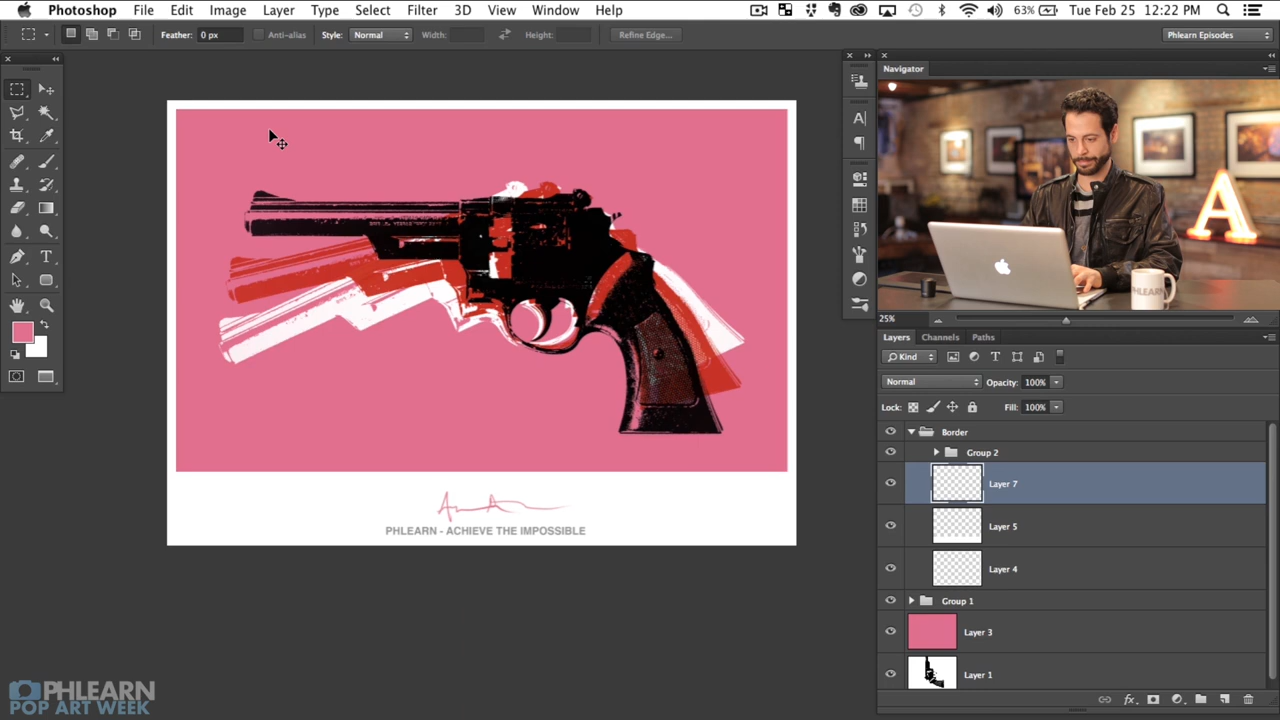 Photoshop File Edit Image Layer Type Select Filter 3D View Window Help 63% Tue Feb 25 12:22 PM
Feather: 0 px Anti-alias Style: Normal Width: Height: Refine Edge... Phlearn Episodes
Navigator
A
PHLEARN
25%
Layers Channels Paths
Kind
Normal Opacity: 100%
Lock: Fill: 100%
Border
Group 2
Layer 7
Layer 5
Layer 4
Group 1
Layer 3
Layer 1
PHLEARN - ACHIEVE THE IMPOSSIBLE
PHLEARN
POP ART WEEK